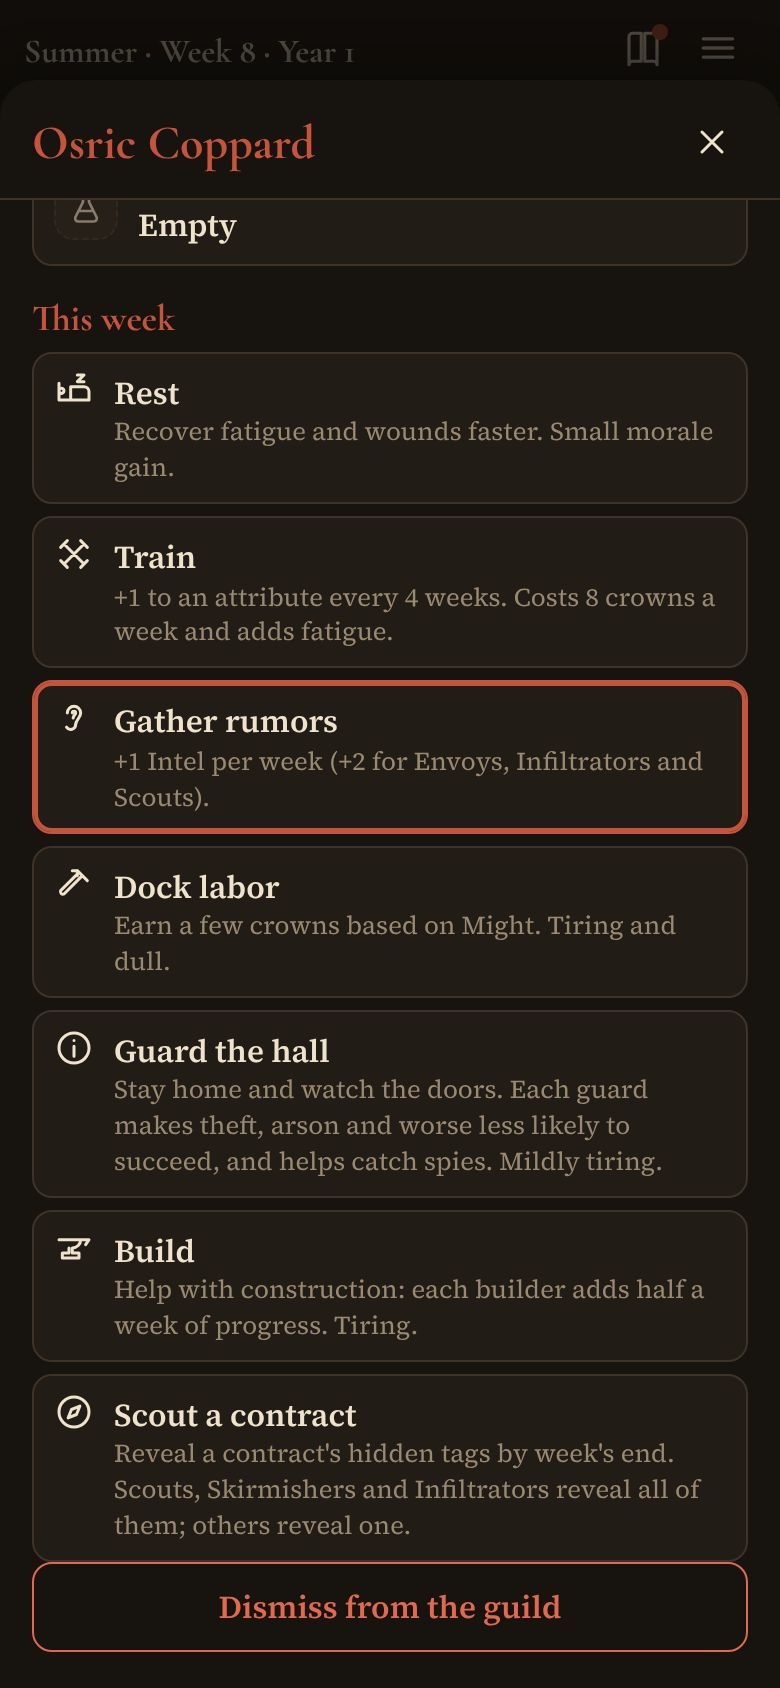 Summer · Week 8 · Year 1
Osric Coppard
Empty
This week
Rest
Recover fatigue and wounds faster. Small morale
gain.
Train
+1 to an attribute every 4 weeks. Costs 8 crowns a
week and adds fatigue.
Gather rumors
+1 Intel per week (+2 for Envoys, Infiltrators and
Scouts).
Dock labor
Earn a few crowns based on Might. Tiring and
dull.
Guard the hall
Stay home and watch the doors. Each guard
makes theft, arson and worse less likely to
succeed, and helps catch spies. Mildly tiring.
Build
Help with construction: each builder adds half a
week of progress. Tiring.
Scout a contract
Reveal a contract's hidden tags by week's end.
Scouts, Skirmishers and Infiltrators reveal all of
them; others reveal one.
Dismiss from the guild